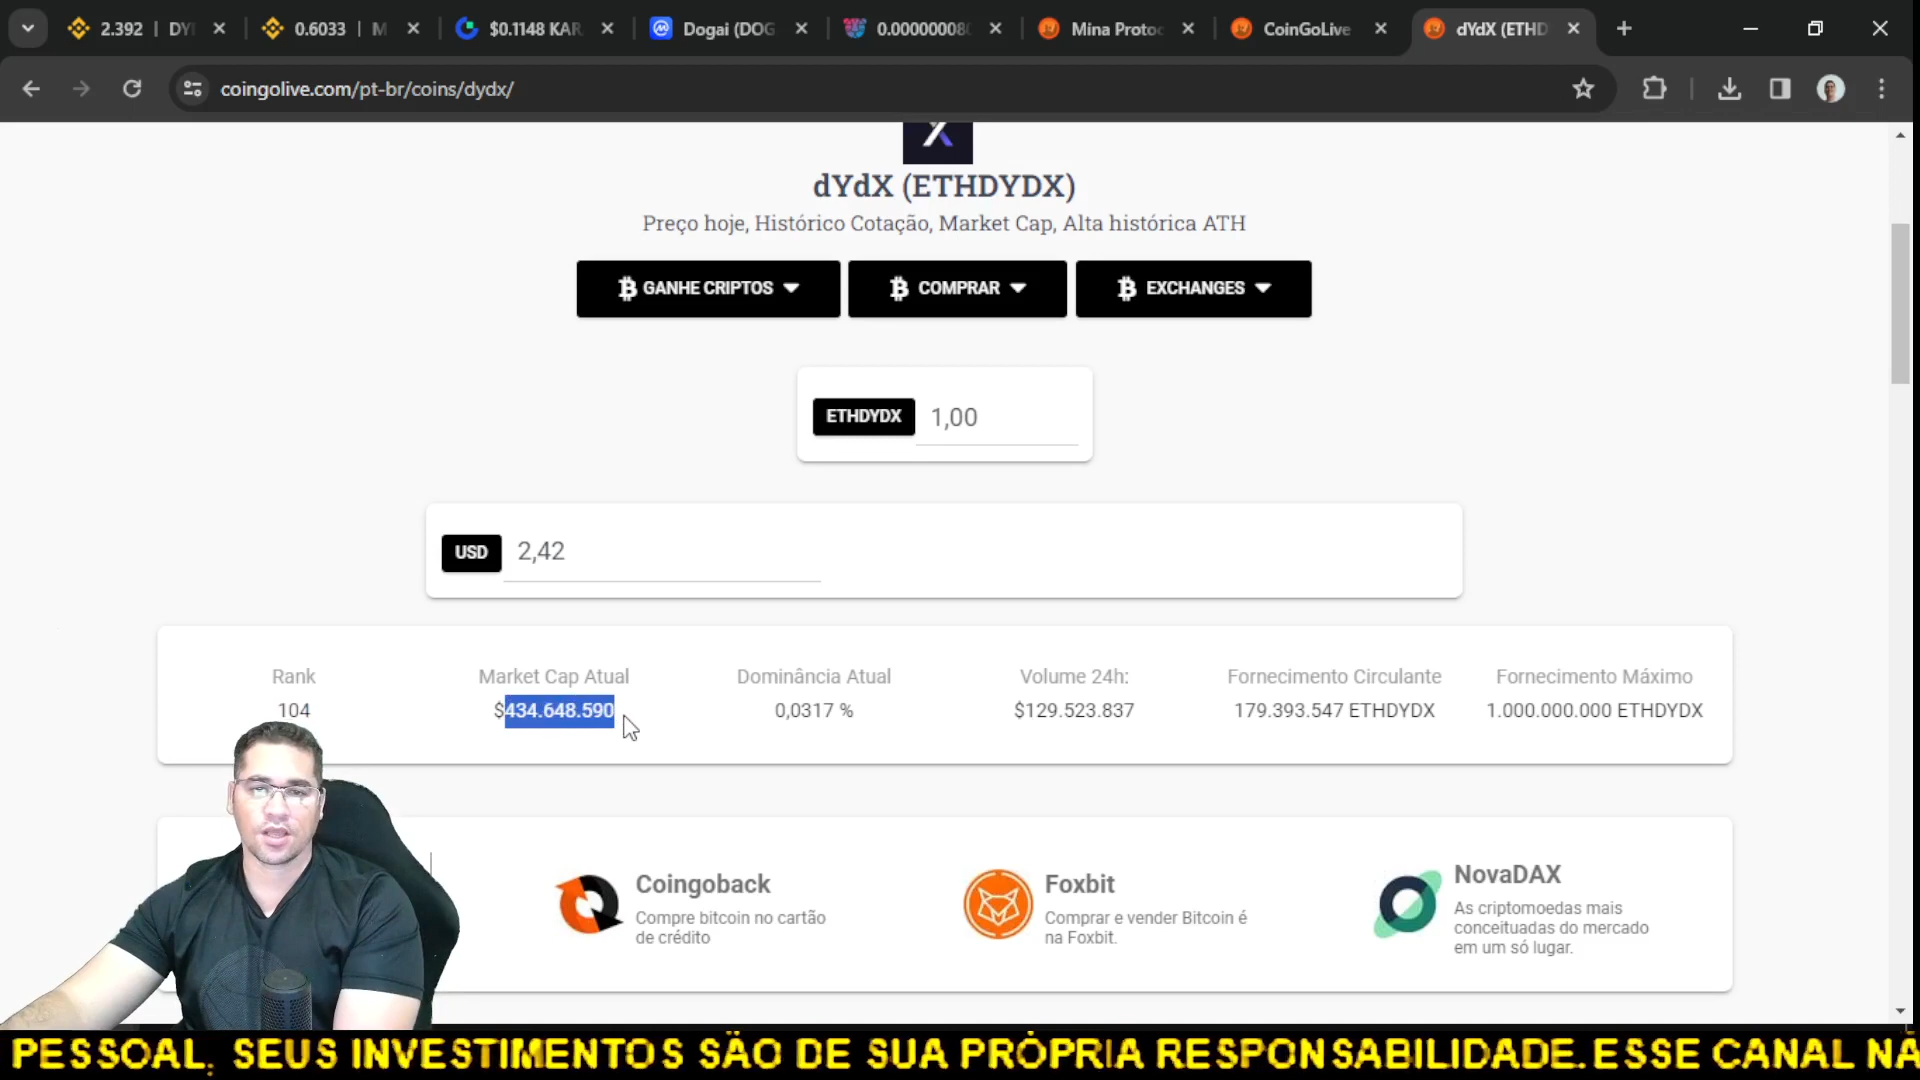 2.392 | DYI
0.6033 | M
$0.1148 KAR
Dogai (DOG
0.00000008
Mina Protoc
CoinGoLive
dYdX (ETHD
coingolive.com/pt-br/coins/dydx/
dYdX (ETHDYDX)
Preço hoje, Histórico Cotação, Market Cap, Alta histórica ATH
GANHE CRIPTOS
COMPRAR
EXCHANGES
ETHDYDX 1,00
USD 2,42
Rank
104
Market Cap Atual
$434.648.590
Dominância Atual
0,0317 %
Volume 24h:
$129.523.837
Fornecimento Circulante
179.393.547 ETHDYDX
Fornecimento Máximo
1.000.000.000 ETHDYDX
Coingoback
Compre bitcoin no cartão
de crédito
Foxbit
Comprar e vender Bitcoin é
na Foxbit.
NovaDAX
As criptomoedas mais
conceituadas do mercado
em um só lugar.
PESSOAL, SEUS INVESTIMENTOS SÃO DE SUA PRÓPRIA RESPONSABILIDADE. ESSE CANAL NÃ